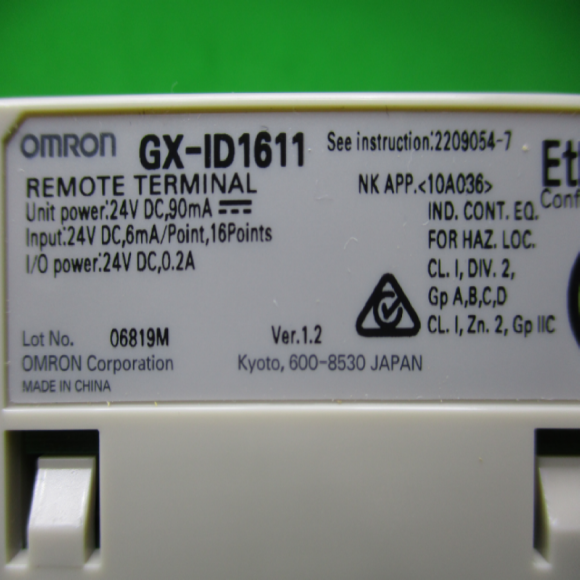 OMRON GX-ID1611 See instruction:2209054-7
REMOTE TERMINAL NK APP.<10A036>
Unit power:24V DC,90mA
Input:24V DC,6mA/Point,16Points
I/O power:24V DC,0.2A
IND. CONT. EQ.
FOR HAZ. LOC.
CL. I, DIV. 2,
Gp A,B,C,D
CL. I, Zn. 2, Gp IIC
Lot No. 06819M Ver.1.2
OMRON Corporation Kyoto, 600-8530 JAPAN
MADE IN CHINA